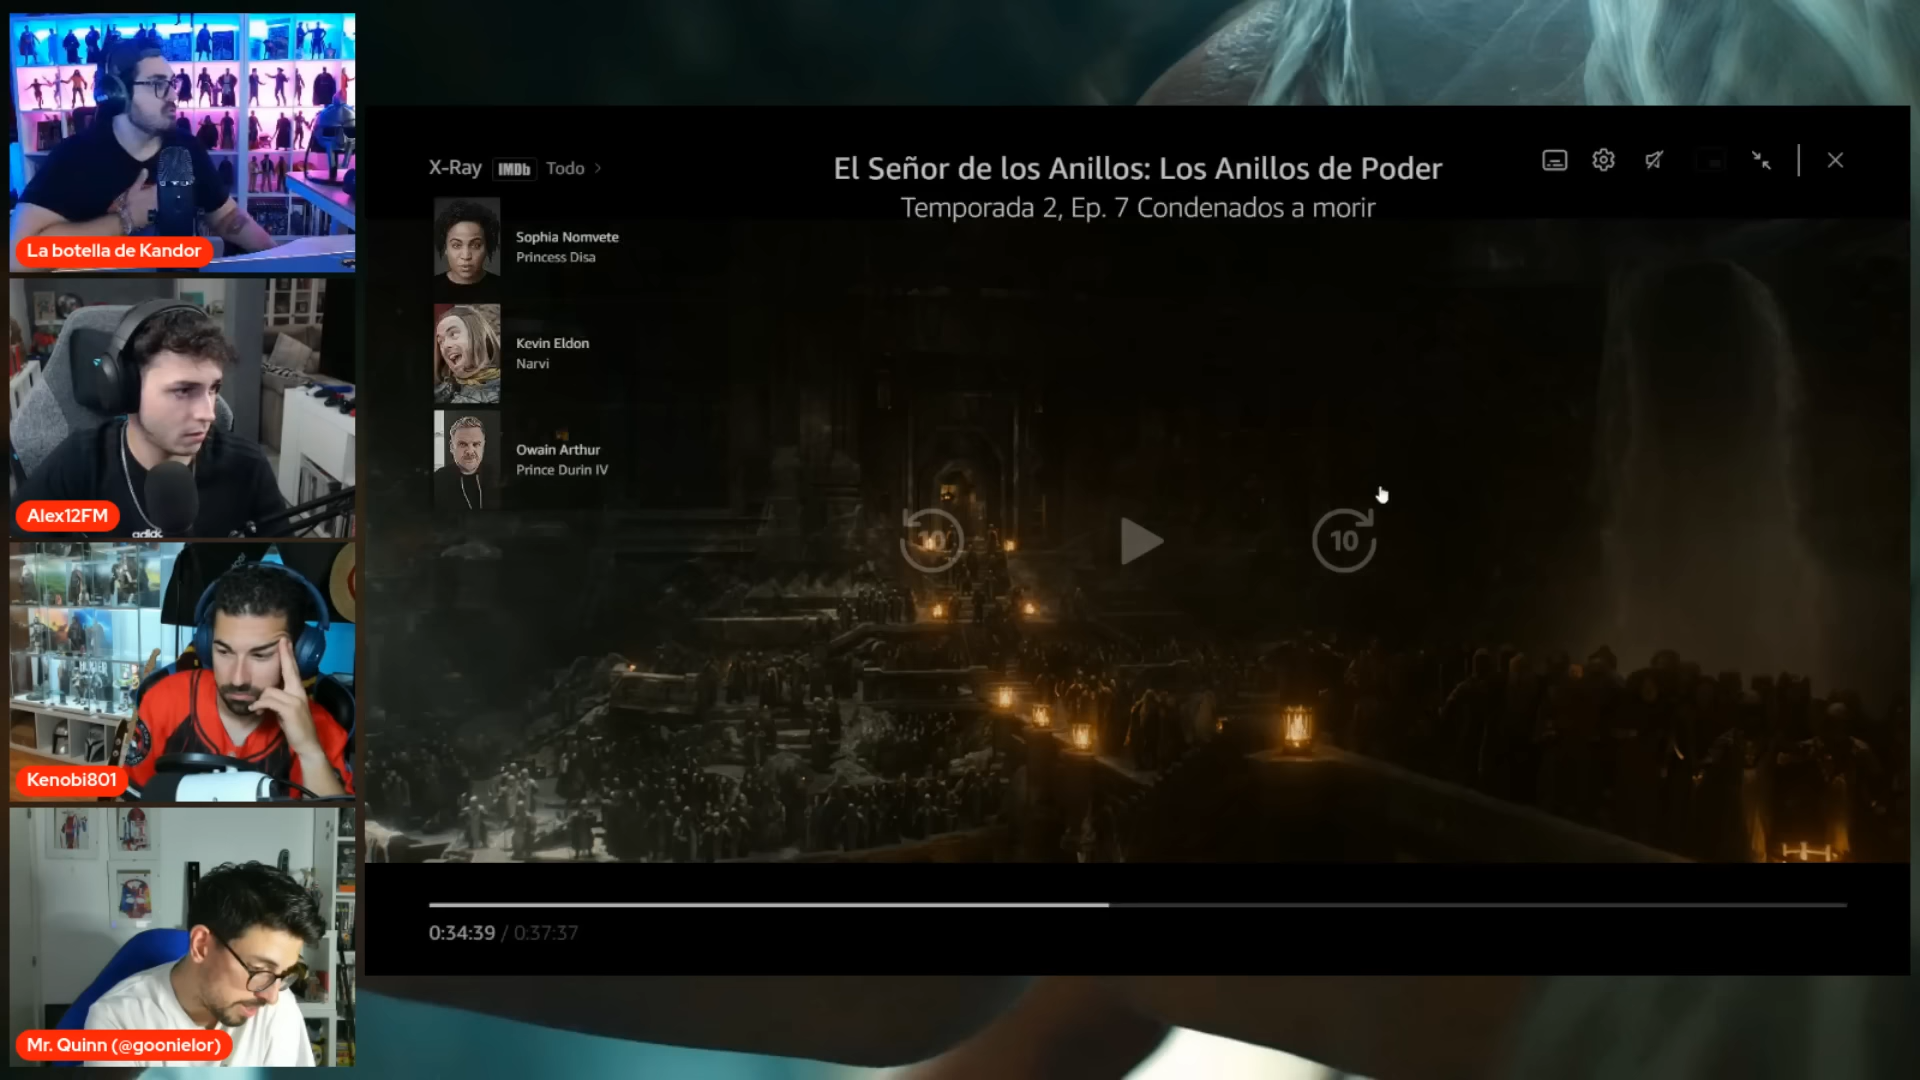 La botella de Kandor
adidas
Alex12FM
Kenobi801
Mr. Quinn (@goonielor)
X-Ray IMDb Todo
El Señor de los Anillos: Los Anillos de Poder
Temporada 2, Ep. 7 Condenados a morir
Sophia Nomvete
Princess Disa
Kevin Eldon
Narvi
Owain Arthur
Prince Durin IV
10
10
0:34:39 / 0:37:37